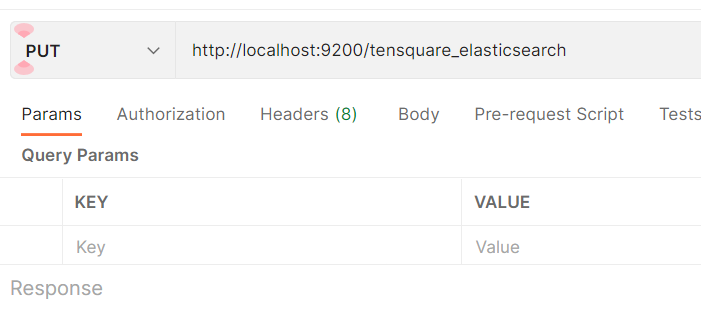 PUT http://localhost:9200/tensquare_elasticsearch
Params Authorization Headers (8) Body Pre-request Script Tests
Query Params
KEY VALUE
Key Value
Response